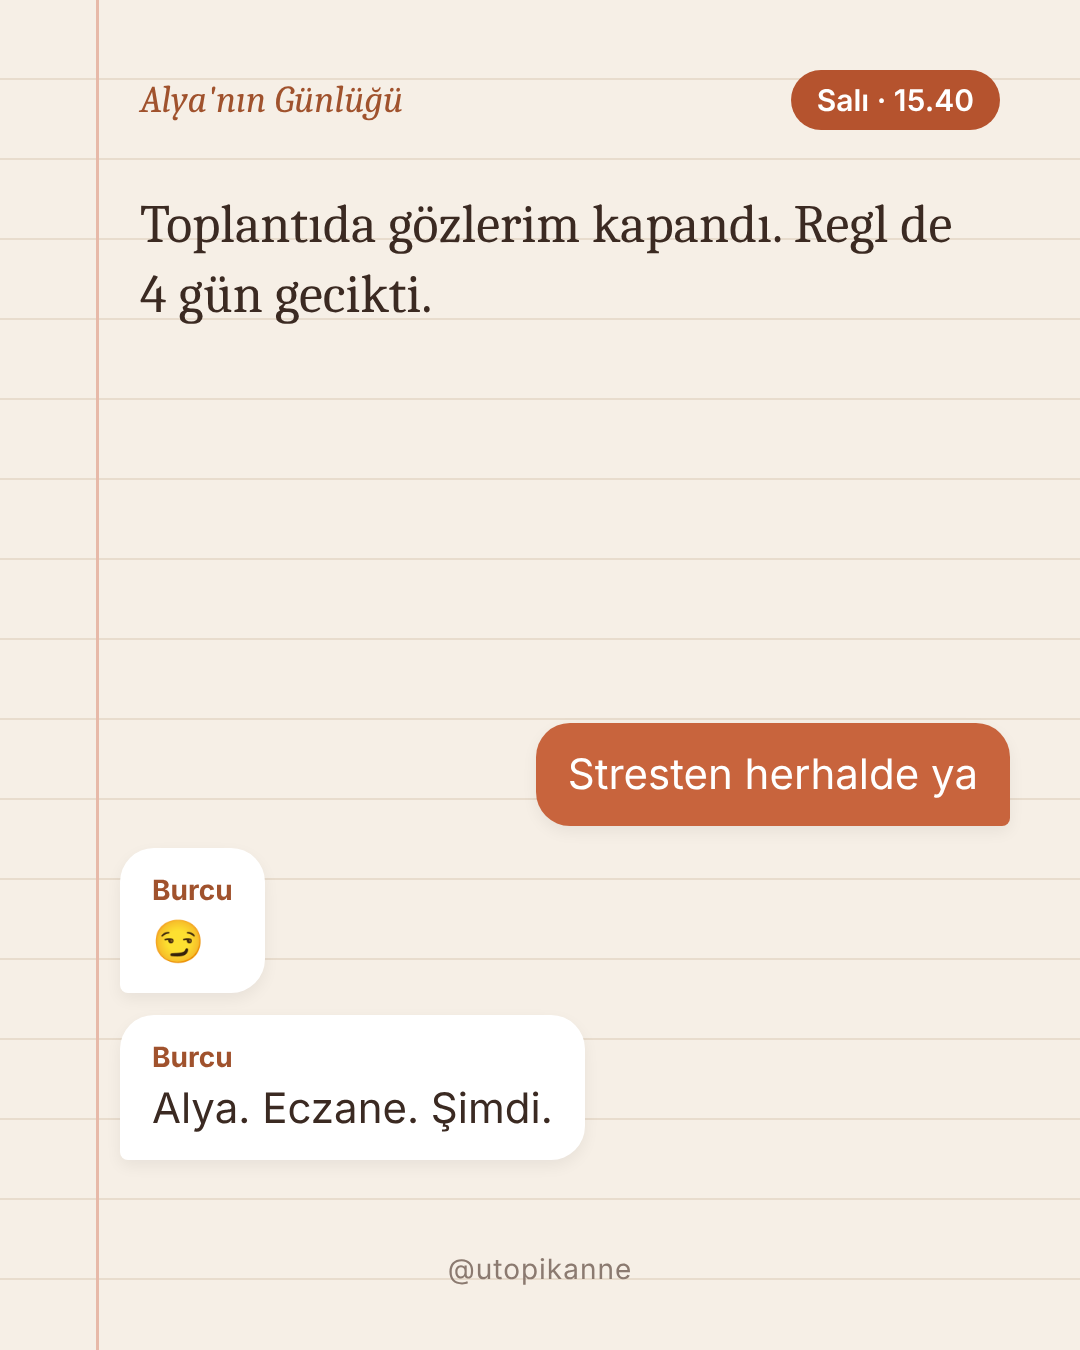 Alya'nın Günlüğü
Salı · 15.40
Toplantıda gözlerim kapandı. Regl de
4 gün gecikti.
Stresten herhalde ya
Burcu
😏
Burcu
Alya. Eczane. Şimdi.
@utopikanne